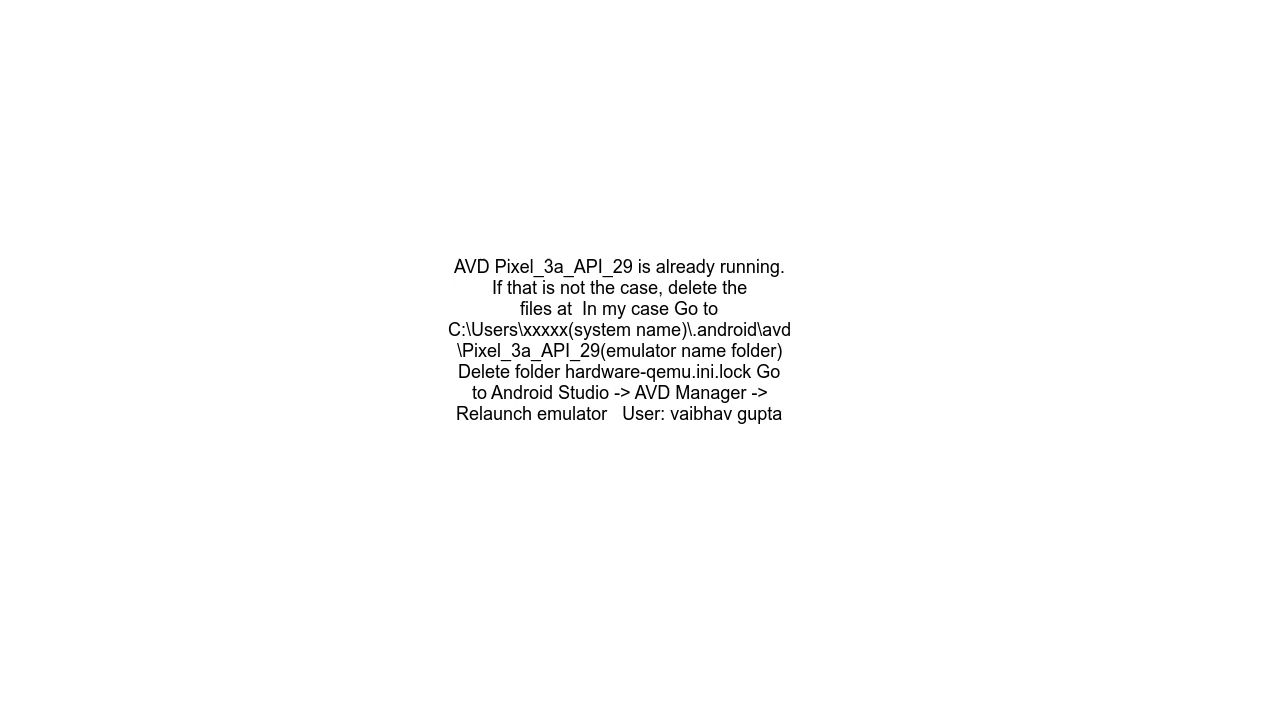 AVD Pixel_3a_API_29 is already running.
If that is not the case, delete the
files at  In my case Go to
C:\Users\xxxxx(system name)\.android\avd
\Pixel_3a_API_29(emulator name folder)
Delete folder hardware-qemu.ini.lock Go
to Android Studio -> AVD Manager ->
Relaunch emulator   User: vaibhav gupta